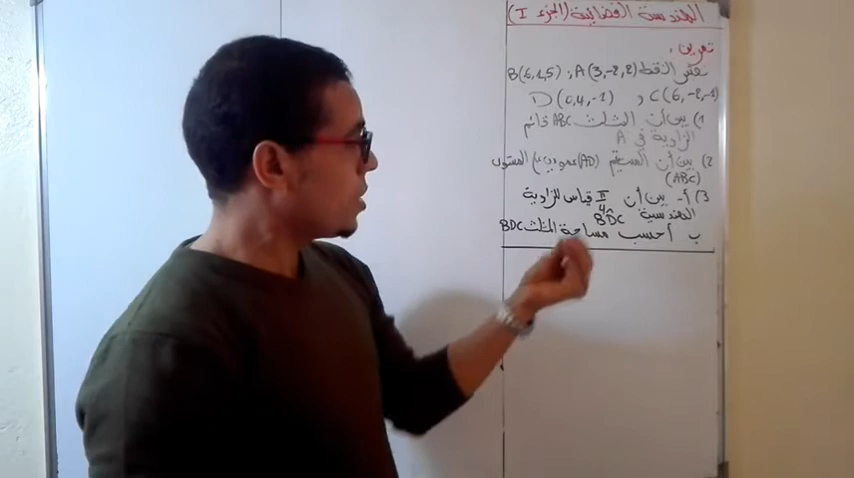 الهندسة الفضائية (الجزء I)
تمرين:
نعتبر النقط A(3,-2,2) ; B(6,1,5)
C(6,-2,-1) و D(0,4,-1)
1) بين أن المثلث ABC قائم
الزاوية في A
2) بين أن المستقيم (AD) عمودي على المستوى
(ABC)
3) أ- بين أن π/4 قياس للزاوية
الهندسية BDC
ب أحسب مساحة المثلث BDC